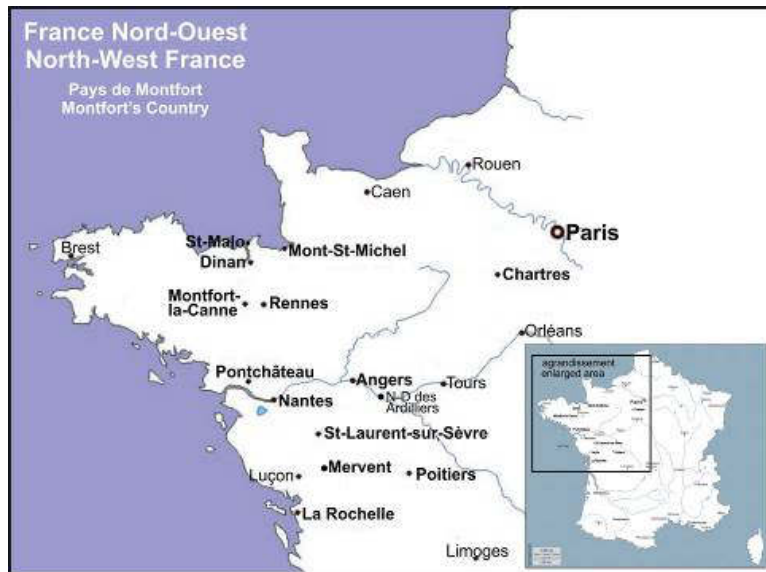 France Nord-Ouest
North-West France
Pays de Montfort
Montfort's Country
Rouen
Caen
Paris
St-Malo
Mont-St-Michel
Brest
Dinan
Chartres
Montfort-
la-Canne
Rennes
Orléans
agrandissement
enlarged area
Pontchâteau
Angers
Tours
N-D des
Ardilliers
Nantes
St-Laurent-sur-Sèvre
Mervent
Luçon
Poitiers
La Rochelle
Limoges